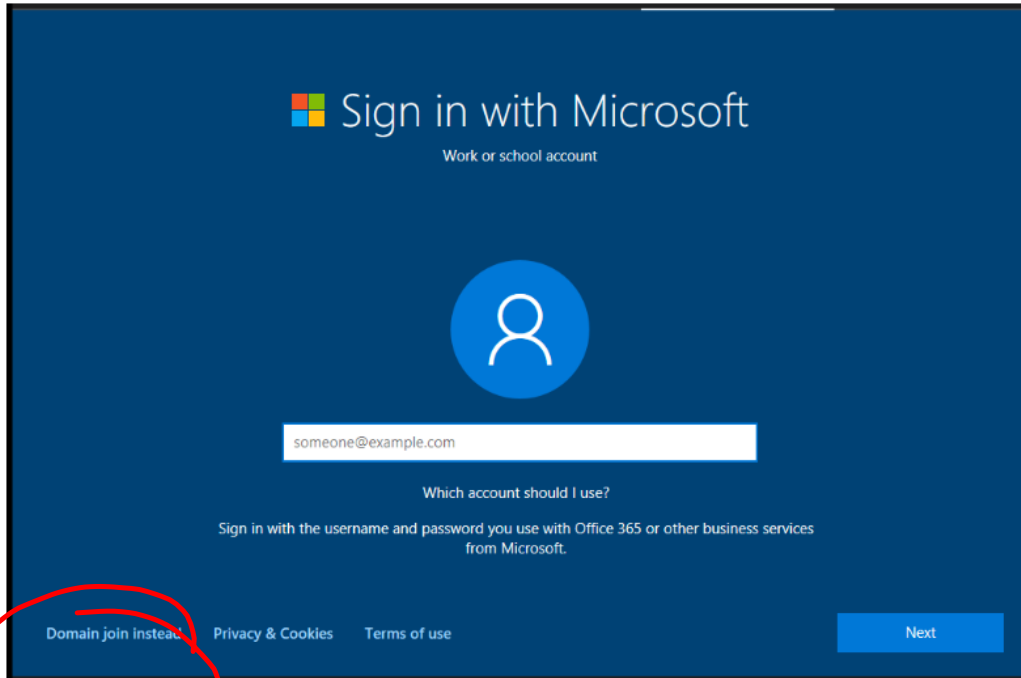 Sign in with Microsoft
Work or school account
someone@example.com
Which account should I use?
Sign in with the username and password you use with Office 365 or other business services
from Microsoft.
Domain join instead
Privacy & Cookies
Terms of use
Next